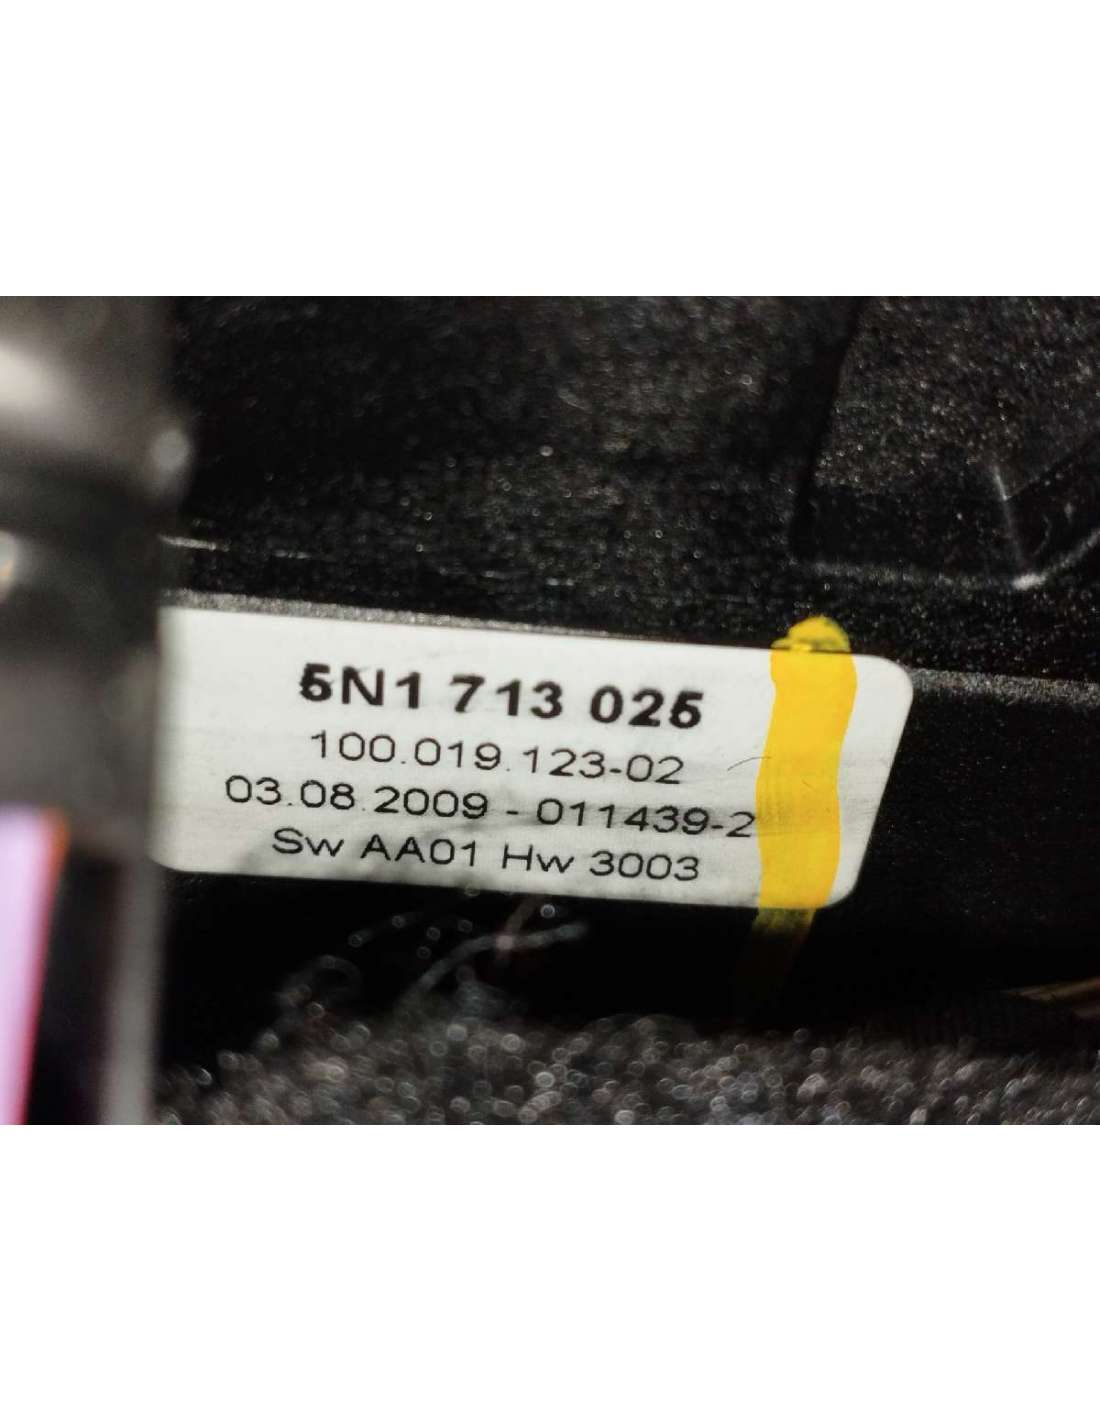 5N1 713 025
100.019.123-02
03.08.2009 - 011439-2
Sw AA01 Hw 3003